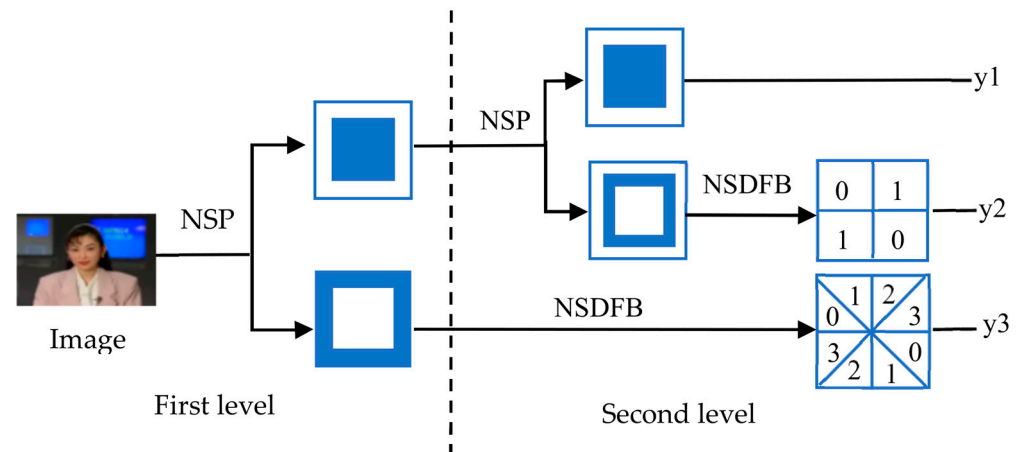 NSP
y1
NSP
NSDFB
0 1
1 0
y2
Image
NSDFB
1 2
0 3
3 0
2 1
y3
First level
Second level